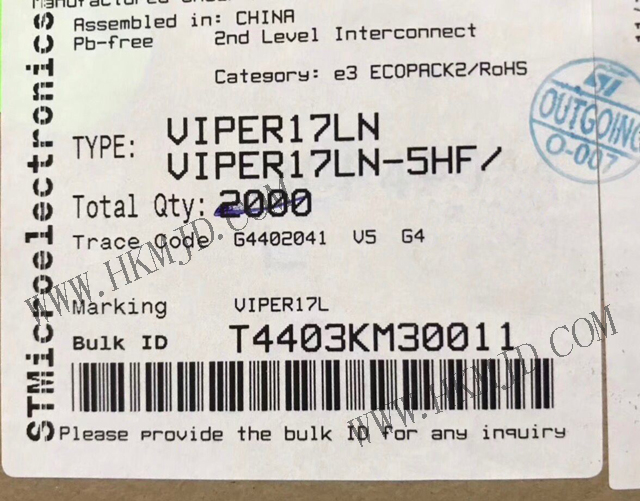 Assembled in: CHINA
Pb-free 2nd Level Interconnect
Category: e3 ECOPACK2/RoHS
TYPE: VIPER17LN
VIPER17LN-5HF/
Total Qty: 2000
Trace Code G4402041 V5 G4
Marking VIPER17L
Bulk ID T4403KM30011
Please provide the bulk ID for any inquiry
STMicroelectronics
ST
OUTGOING
O-007
WWW.HKMJD.COM
WWW.HKMJD.COM